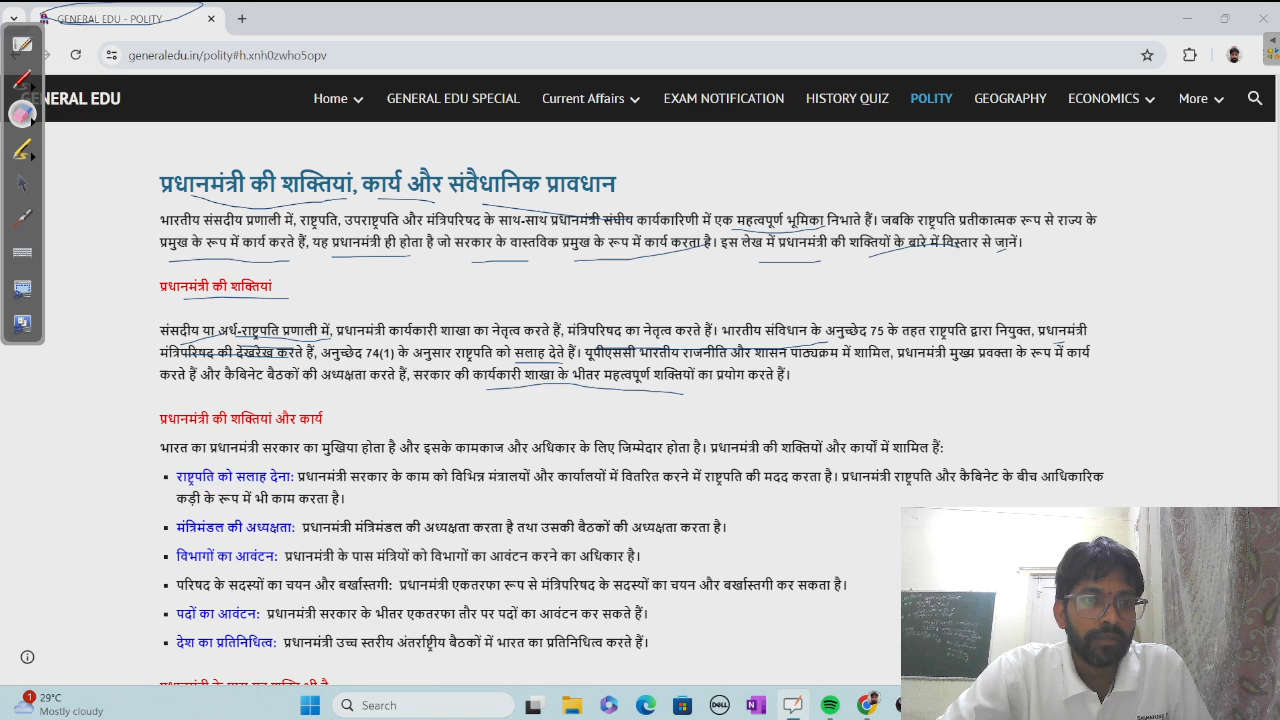 GENERAL EDU - POLITY
generaledu.in/polity#h.xnh0zwho5opv
GENERAL EDU
Home
GENERAL EDU SPECIAL
Current Affairs
EXAM NOTIFICATION
HISTORY QUIZ
POLITY
GEOGRAPHY
ECONOMICS
More
प्रधानमंत्री की शक्तियां, कार्य और संवैधानिक प्रावधान
भारतीय संसदीय प्रणाली में, राष्ट्रपति, उपराष्ट्रपति और मंत्रिपरिषद के साथ-साथ प्रधानमंत्री संघीय कार्यकारिणी में एक महत्वपूर्ण भूमिका निभाते हैं। जबकि राष्ट्रपति प्रतीकात्मक रूप से राज्य के
प्रमुख के रूप में कार्य करते हैं, यह प्रधानमंत्री ही होता है जो सरकार के वास्तविक प्रमुख के रूप में कार्य करता है। इस लेख में प्रधानमंत्री की शक्तियों के बारे में विस्तार से जानें।
प्रधानमंत्री की शक्तियां
संसदीय या अर्ध-राष्ट्रपति प्रणाली में, प्रधानमंत्री कार्यकारी शाखा का नेतृत्व करते हैं, मंत्रिपरिषद का नेतृत्व करते हैं। भारतीय संविधान के अनुच्छेद 75 के तहत राष्ट्रपति द्वारा नियुक्त, प्रधानमंत्री
मंत्रिपरिषद की देखरेख करते हैं, अनुच्छेद 74(1) के अनुसार राष्ट्रपति को सलाह देते हैं। यूपीएससी भारतीय राजनीति और शासन पाठ्यक्रम में शामिल, प्रधानमंत्री मुख्य प्रवक्ता के रूप में कार्य
करते हैं और कैबिनेट बैठकों की अध्यक्षता करते हैं, सरकार की कार्यकारी शाखा के भीतर महत्वपूर्ण शक्तियों का प्रयोग करते हैं।
प्रधानमंत्री की शक्तियां और कार्य
भारत का प्रधानमंत्री सरकार का मुखिया होता है और इसके कामकाज और अधिकार के लिए जिम्मेदार होता है। प्रधानमंत्री की शक्तियों और कार्यों में शामिल हैं:
राष्ट्रपति को सलाह देना: प्रधानमंत्री सरकार के काम को विभिन्न मंत्रालयों और कार्यालयों में वितरित करने में राष्ट्रपति की मदद करता है। प्रधानमंत्री राष्ट्रपति और कैबिनेट के बीच आधिकारिक
कड़ी के रूप में भी काम करता है।
मंत्रिमंडल की अध्यक्षता: प्रधानमंत्री मंत्रिमंडल की अध्यक्षता करता है तथा उसकी बैठकों की अध्यक्षता करता है।
विभागों का आवंटन: प्रधानमंत्री के पास मंत्रियों को विभागों का आवंटन करने का अधिकार है।
परिषद के सदस्यों का चयन और बर्खास्तगी: प्रधानमंत्री एकतरफा रूप से मंत्रिपरिषद के सदस्यों का चयन और बर्खास्तगी कर सकता है।
पदों का आवंटन: प्रधानमंत्री सरकार के भीतर एकतरफा तौर पर पदों का आवंटन कर सकते हैं।
देश का प्रतिनिधित्व: प्रधानमंत्री उच्च स्तरीय अंतर्राष्ट्रीय बैठकों में भारत का प्रतिनिधित्व करते हैं।
1
29°C
Mostly cloudy
Search
DELL